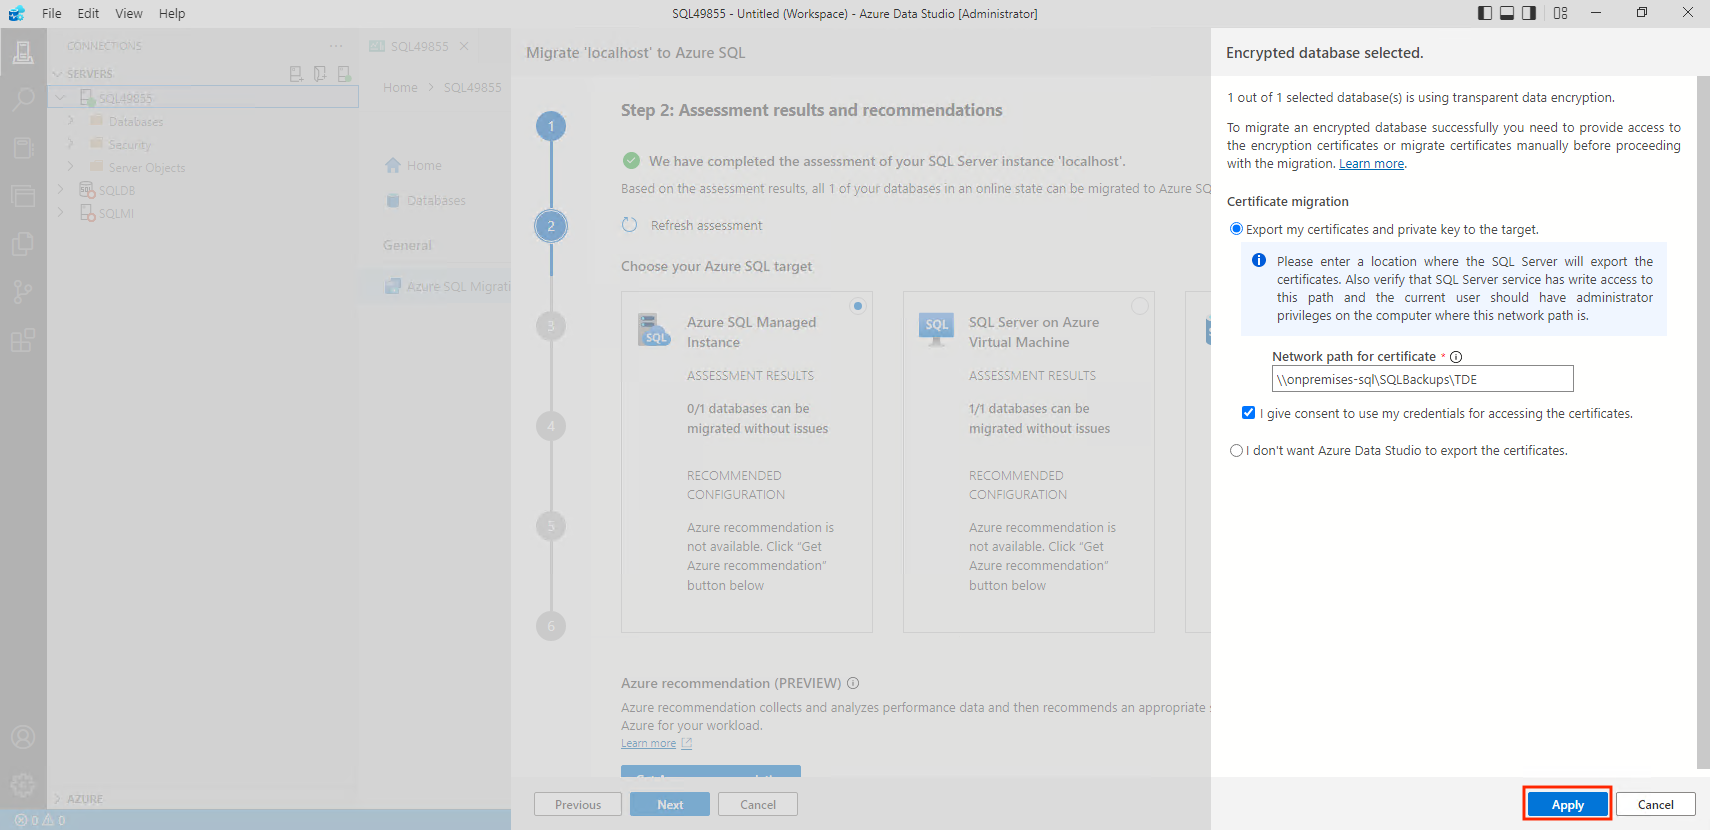 File Edit View Help
SQL49855 - Untitled (Workspace) - Azure Data Studio [Administrator]
CONNECTIONS
SERVERS
SQL49855
Databases
Security
Server Objects
SQLDB
SQLMI
AZURE
0 0
SQL49855
Home > SQL49855
Home
Databases
General
Azure SQL Migrati
Migrate 'localhost' to Azure SQL
1
2
3
4
5
6
Step 2: Assessment results and recommendations
We have completed the assessment of your SQL Server instance 'localhost'.
Based on the assessment results, all 1 of your databases in an online state can be migrated to Azure SQ
Refresh assessment
Choose your Azure SQL target
SQL
Azure SQL Managed
Instance
ASSESSMENT RESULTS
0/1 databases can be
migrated without issues
RECOMMENDED
CONFIGURATION
Azure recommendation is
not available. Click "Get
Azure recommendation"
button below
SQL
SQL Server on Azure
Virtual Machine
ASSESSMENT RESULTS
1/1 databases can be
migrated without issues
RECOMMENDED
CONFIGURATION
Azure recommendation is
not available. Click "Get
Azure recommendation"
button below
Azure recommendation (PREVIEW)
Azure recommendation collects and analyzes performance data and then recommends an appropriate s
Azure for your workload.
Learn more
Previous
Next
Cancel
Encrypted database selected.
1 out of 1 selected database(s) is using transparent data encryption.
To migrate an encrypted database successfully you need to provide access to
the encryption certificates or migrate certificates manually before proceeding
with the migration. Learn more.
Certificate migration
Export my certificates and private key to the target.
Please enter a location where the SQL Server will export the
certificates. Also verify that SQL Server service has write access to
this path and the current user should have administrator
privileges on the computer where this network path is.
Network path for certificate *
\\onpremises-sql\SQLBackups\TDE
I give consent to use my credentials for accessing the certificates.
I don't want Azure Data Studio to export the certificates.
Apply
Cancel